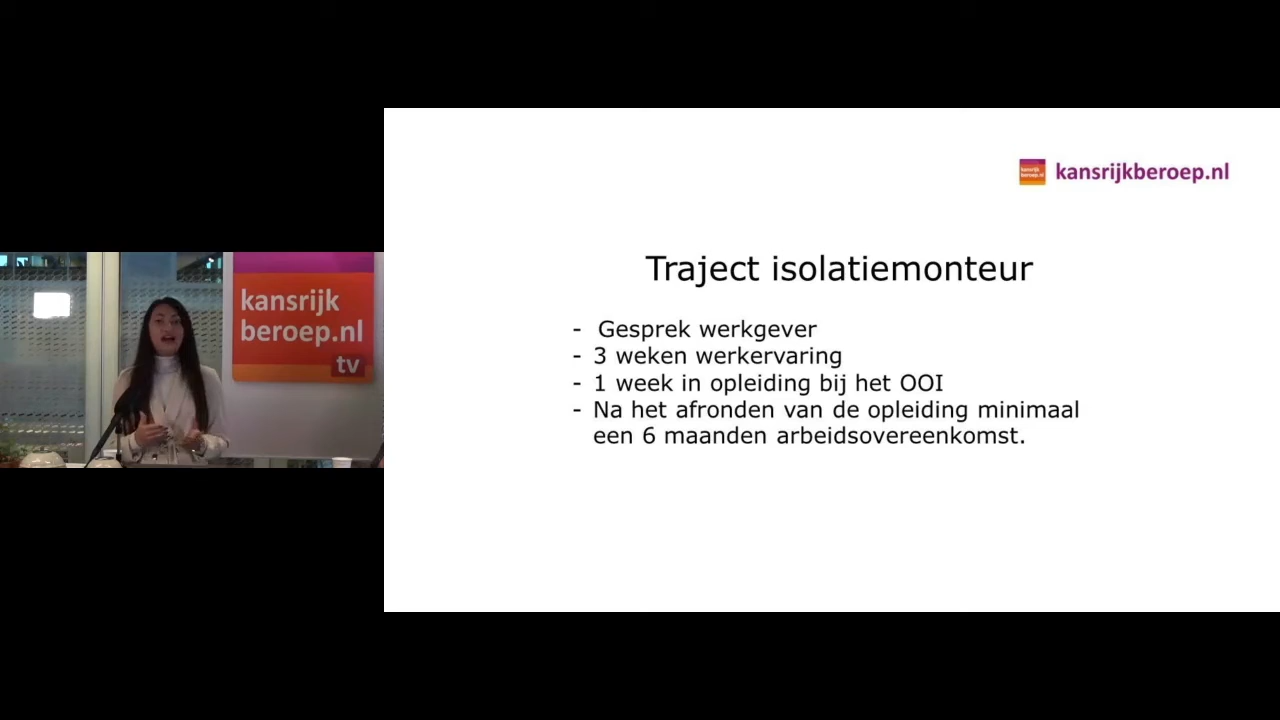 kansrijk
beroep.nl
tv
kansrijkberoep.nl
Traject isolatiemonteur
- Gesprek werkgever
- 3 weken werkervaring
- 1 week in opleiding bij het OOI
- Na het afronden van de opleiding minimaal
een 6 maanden arbeidsovereenkomst.